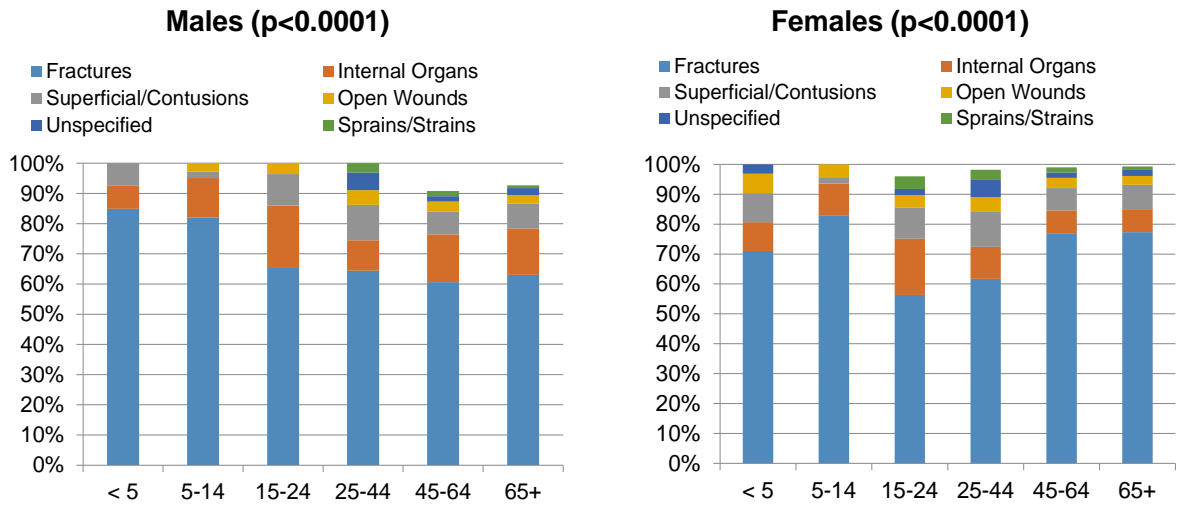 Males (p<0.0001)
Fractures
Internal Organs
Superficial/Contusions
Open Wounds
Unspecified
Sprains/Strains
100%
90%
80%
70%
60%
50%
40%
30%
20%
10%
0%
< 5 5-14 15-24 25-44 45-64 65+
Females (p<0.0001)
Fractures
Internal Organs
Superficial/Contusions
Open Wounds
Unspecified
Sprains/Strains
100%
90%
80%
70%
60%
50%
40%
30%
20%
10%
0%
< 5 5-14 15-24 25-44 45-64 65+